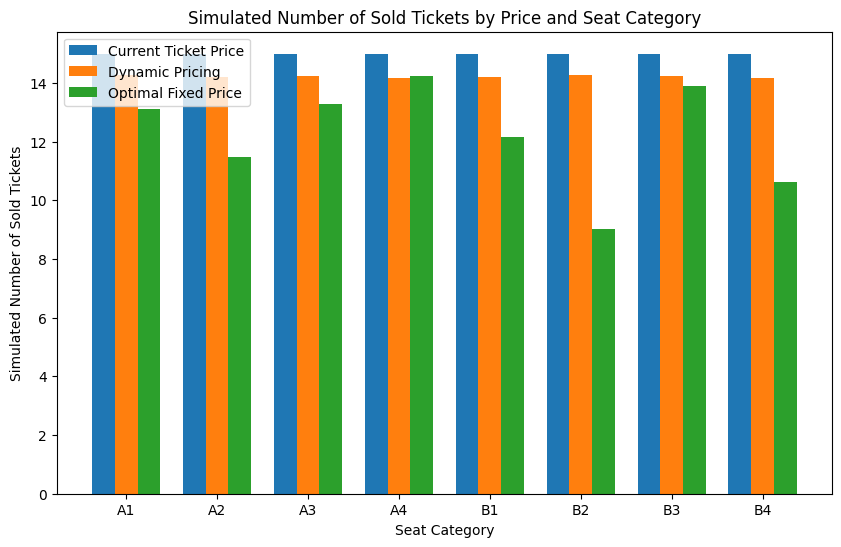 Simulated Number of Sold Tickets by Price and Seat Category
Current Ticket Price
Dynamic Pricing
Optimal Fixed Price
Simulated Number of Sold Tickets
14
12
10
8
6
4
2
0
A1 A2 A3 A4 B1 B2 B3 B4
Seat Category